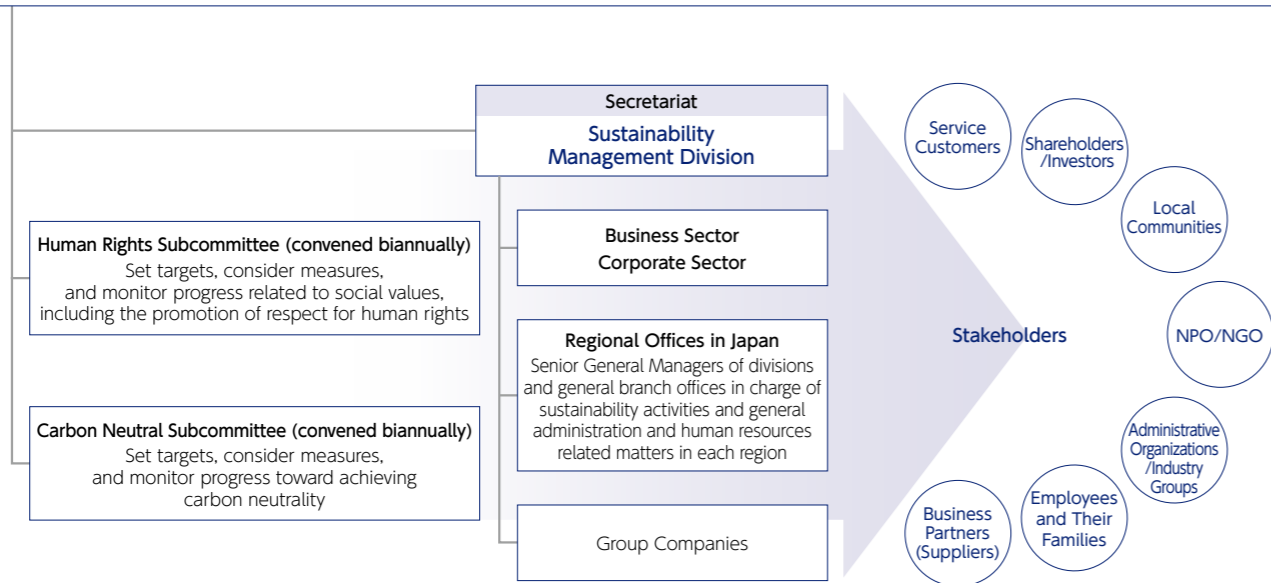 Secretariat
Sustainability
Management Division
Human Rights Subcommittee (convened biannually)
Set targets, consider measures,
and monitor progress related to social values,
including the promotion of respect for human rights
Carbon Neutral Subcommittee (convened biannually)
Set targets, consider measures,
and monitor progress toward achieving
carbon neutrality
Business Sector
Corporate Sector
Regional Offices in Japan
Senior General Managers of divisions
and general branch offices in charge of
sustainability activities and general
administration and human resources
related matters in each region
Group Companies
Stakeholders
Service
Customers
Shareholders
/Investors
Local
Communities
NPO/NGO
Administrative
Organizations
/Industry
Groups
Employees
and Their
Families
Business
Partners
(Suppliers)